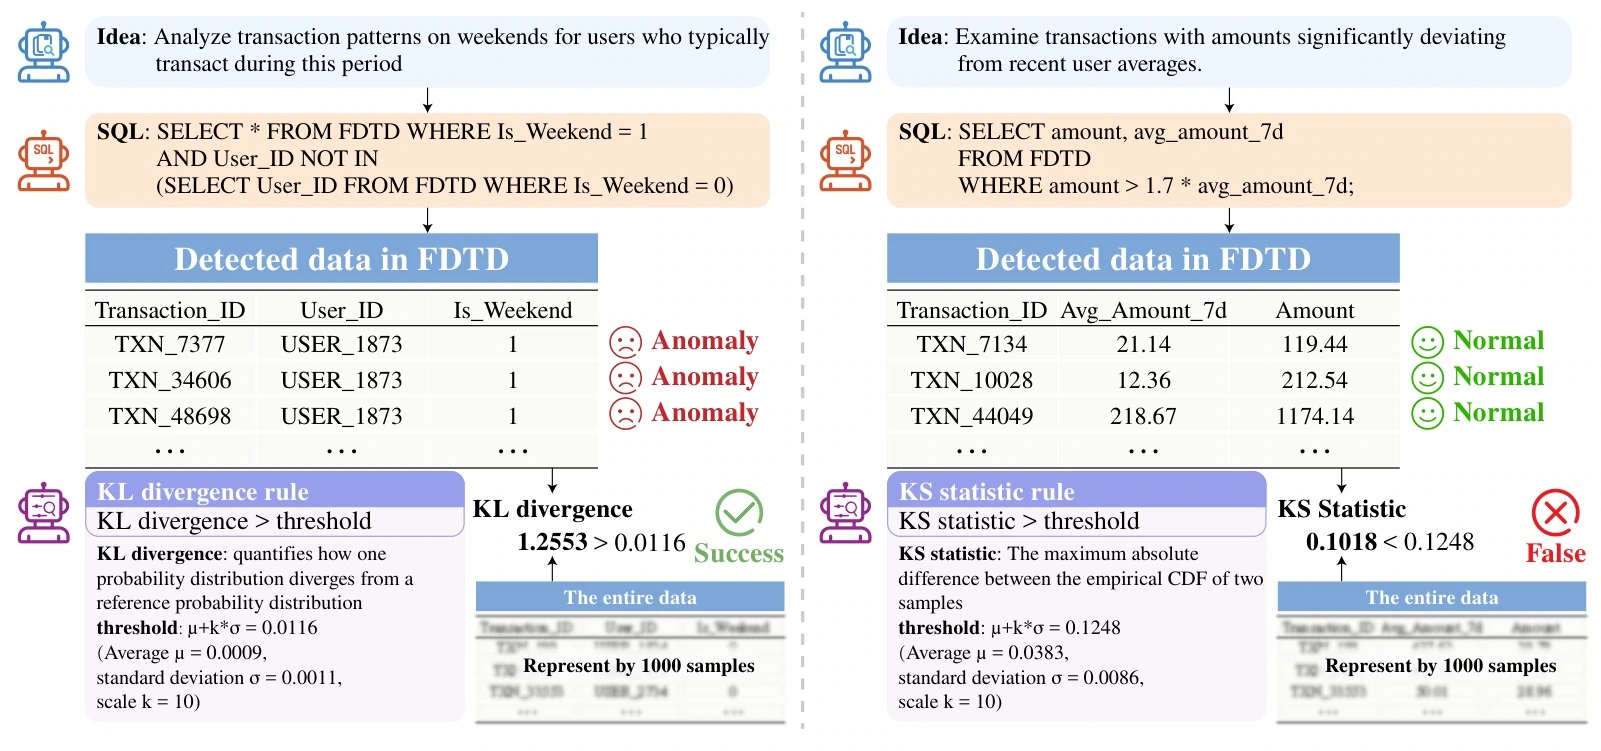 Idea: Analyze transaction patterns on weekends for users who typically
transact during this period
SQL
SQL: SELECT * FROM FDTD WHERE Is_Weekend = 1
AND User_ID NOT IN
(SELECT User_ID FROM FDTD WHERE Is_Weekend = 0)
Detected data in FDTD
Transaction_ID User_ID Is_Weekend
TXN_7377 USER_1873 1 Anomaly
TXN_34606 USER_1873 1 Anomaly
TXN_48698 USER_1873 1 Anomaly
... ... ...
KL divergence rule
KL divergence > threshold
KL divergence: quantifies how one
probability distribution diverges from a
reference probability distribution
threshold: µ+k*σ = 0.0116
(Average µ = 0.0009,
standard deviation σ = 0.0011,
scale k = 10)
KL divergence
1.2553 > 0.0116
Success
The entire data
Transaction_ID User_ID Is_Weekend
Represent by 1000 samples
... ... ...
Idea: Examine transactions with amounts significantly deviating
from recent user averages.
SQL
SQL: SELECT amount, avg_amount_7d
FROM FDTD
WHERE amount > 1.7 * avg_amount_7d;
Detected data in FDTD
Transaction_ID Avg_Amount_7d Amount
TXN_7134 21.14 119.44 Normal
TXN_10028 12.36 212.54 Normal
TXN_44049 218.67 1174.14 Normal
... ... ...
KS statistic rule
KS statistic > threshold
KS statistic: The maximum absolute
difference between the empirical CDF of two
samples
threshold: µ+k*σ = 0.1248
(Average µ = 0.0383,
standard deviation σ = 0.0086,
scale k = 10)
KS Statistic
0.1018 < 0.1248
False
The entire data
Transaction_ID Avg_Amount_7d Amount
Represent by 1000 samples
... ... ...